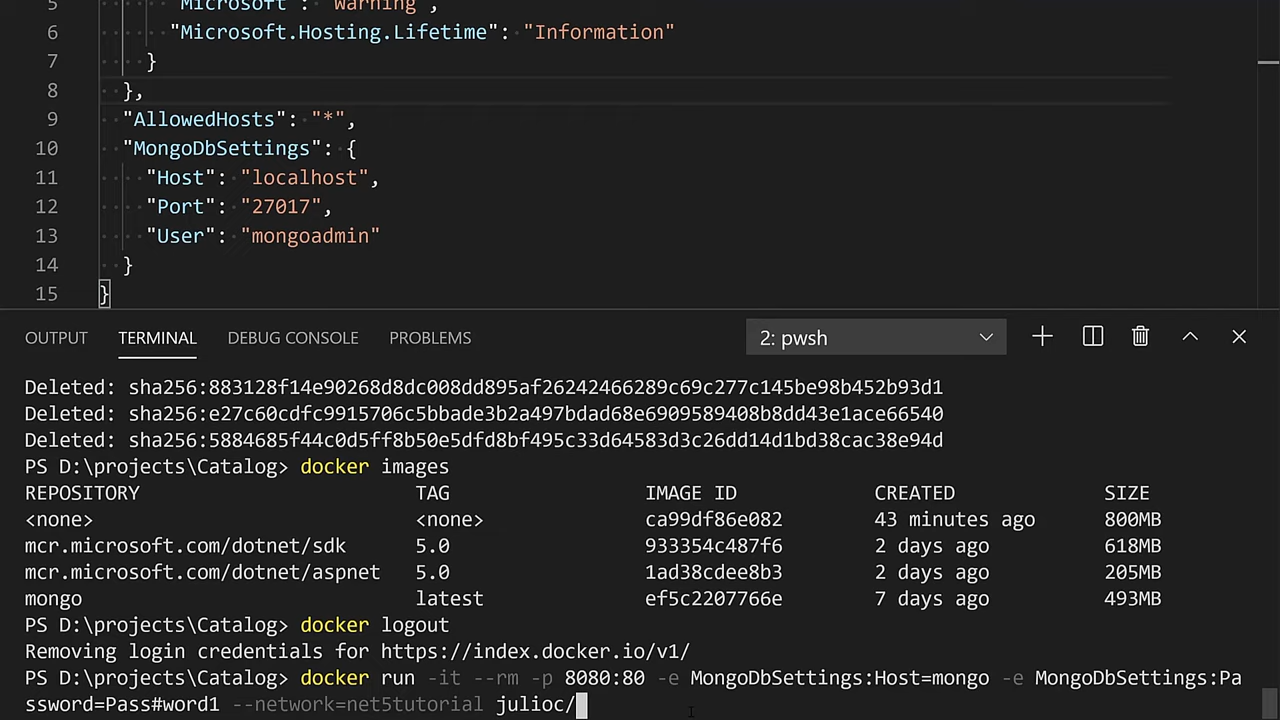 5 "Microsoft": "Warning",
6 "Microsoft.Hosting.Lifetime": "Information"
7 }
8 },
9 "AllowedHosts": "*",
10 "MongoDbSettings": {
11 "Host": "localhost",
12 "Port": "27017",
13 "User": "mongoadmin"
14 }
15 }
OUTPUT TERMINAL DEBUG CONSOLE PROBLEMS 2: pwsh
Deleted: sha256:883128f14e90268d8dc008dd895af26242466289c69c277c145be98b452b93d1
Deleted: sha256:e27c60cdfc9915706c5bbade3b2a497bdad68e6909589408b8dd43e1ace66540
Deleted: sha256:5884685f44c0d5ff8b50e5dfd8bf495c33d64583d3c26dd14d1bd38cac38e94d
PS D:\projects\Catalog> docker images
REPOSITORY TAG IMAGE ID CREATED SIZE
<none> <none> ca99df86e082 43 minutes ago 800MB
mcr.microsoft.com/dotnet/sdk 5.0 933354c487f6 2 days ago 618MB
mcr.microsoft.com/dotnet/aspnet 5.0 1ad38cdee8b3 2 days ago 205MB
mongo latest ef5c2207766e 7 days ago 493MB
PS D:\projects\Catalog> docker logout
Removing login credentials for https://index.docker.io/v1/
PS D:\projects\Catalog> docker run -it --rm -p 8080:80 -e MongoDbSettings:Host=mongo -e MongoDbSettings:Pa
ssword=Pass#word1 --network=net5tutorial julioc/